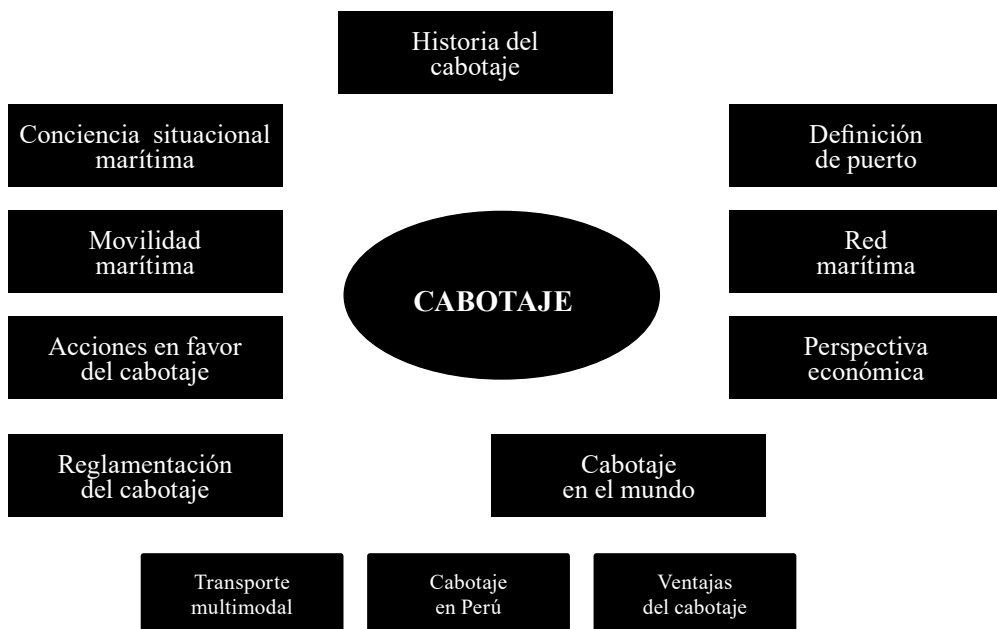 Historia del
cabotaje
Conciencia situacional
marítima
Definición
de puerto
Movilidad
marítima
Red
marítima
CABOTAJE
Acciones en favor
del cabotaje
Perspectiva
económica
Reglamentación
del cabotaje
Cabotaje
en el mundo
Transporte
multimodal
Cabotaje
en Perú
Ventajas
del cabotaje